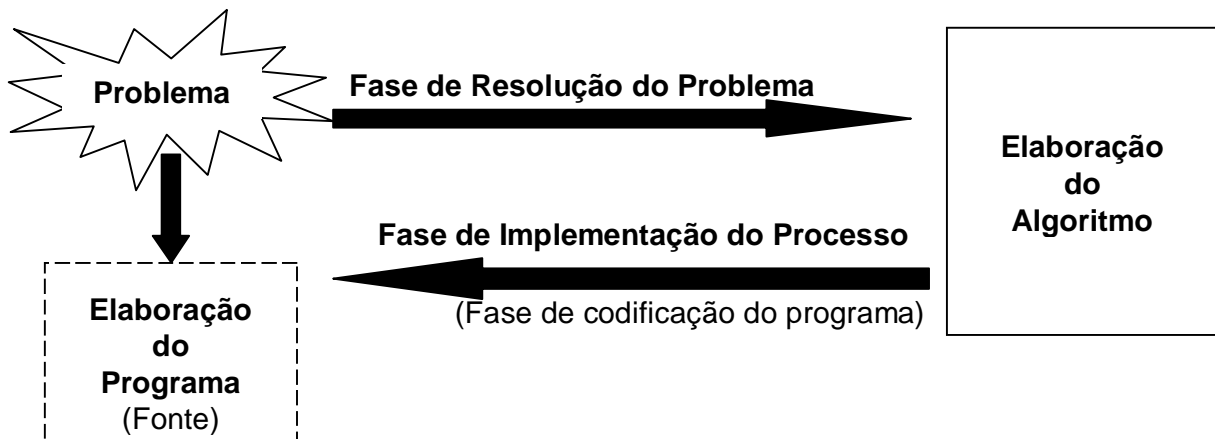 Problema
Fase de Resolução do Problema
Elaboração
do
Algoritmo
Fase de Implementação do Processo
(Fase de codificação do programa)
Elaboração
do
Programa
(Fonte)